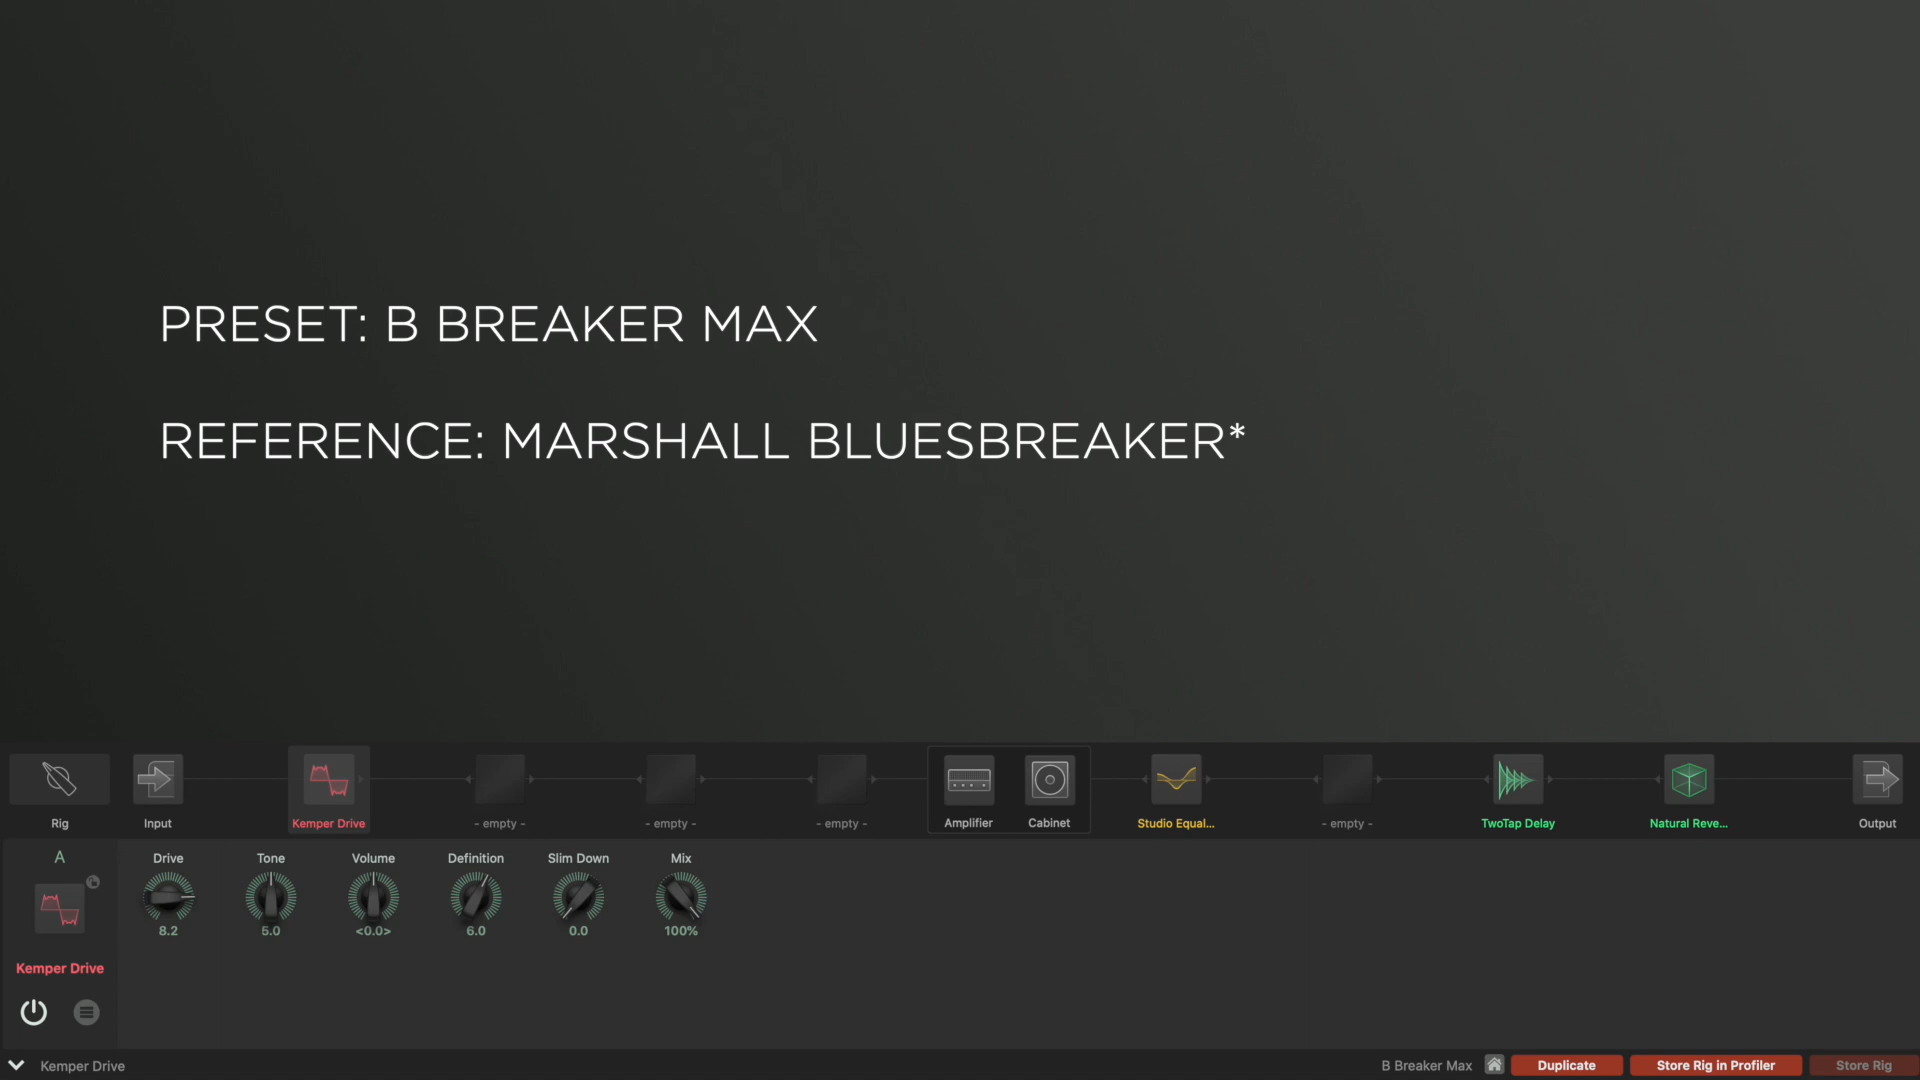 PRESET: B BREAKER MAX
REFERENCE: MARSHALL BLUESBREAKER*
Rig
Input
Kemper Drive
- empty -
- empty -
- empty -
Amplifier
Cabinet
Studio Equal...
- empty -
TwoTap Delay
Natural Reve...
Output
A
Drive
Tone
Volume
Definition
Slim Down
Mix
8.2
5.0
<0.0>
6.0
0.0
100%
Kemper Drive
Kemper Drive
B Breaker Max
Duplicate
Store Rig in Profiler
Store Rig